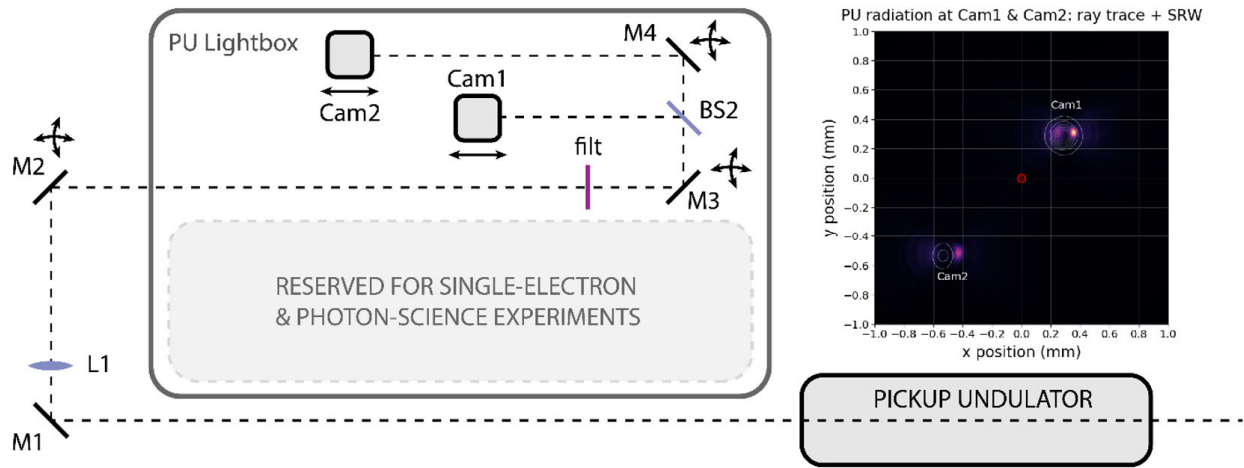 PU Lightbox
M4
Cam1
Cam2
BS2
M2
filt
M3
RESERVED FOR SINGLE-ELECTRON
& PHOTON-SCIENCE EXPERIMENTS
L1
M1
PICKUP UNDULATOR
PU radiation at Cam1 & Cam2: ray trace + SRW
1.0
0.8
0.6
0.4
0.2
0.0
−0.2
−0.4
−0.6
−0.8
−1.0
y position (mm)
Cam1
Cam2
−1.0 −0.8 −0.6 −0.4 −0.2 0.0 0.2 0.4 0.6 0.8 1.0
x position (mm)